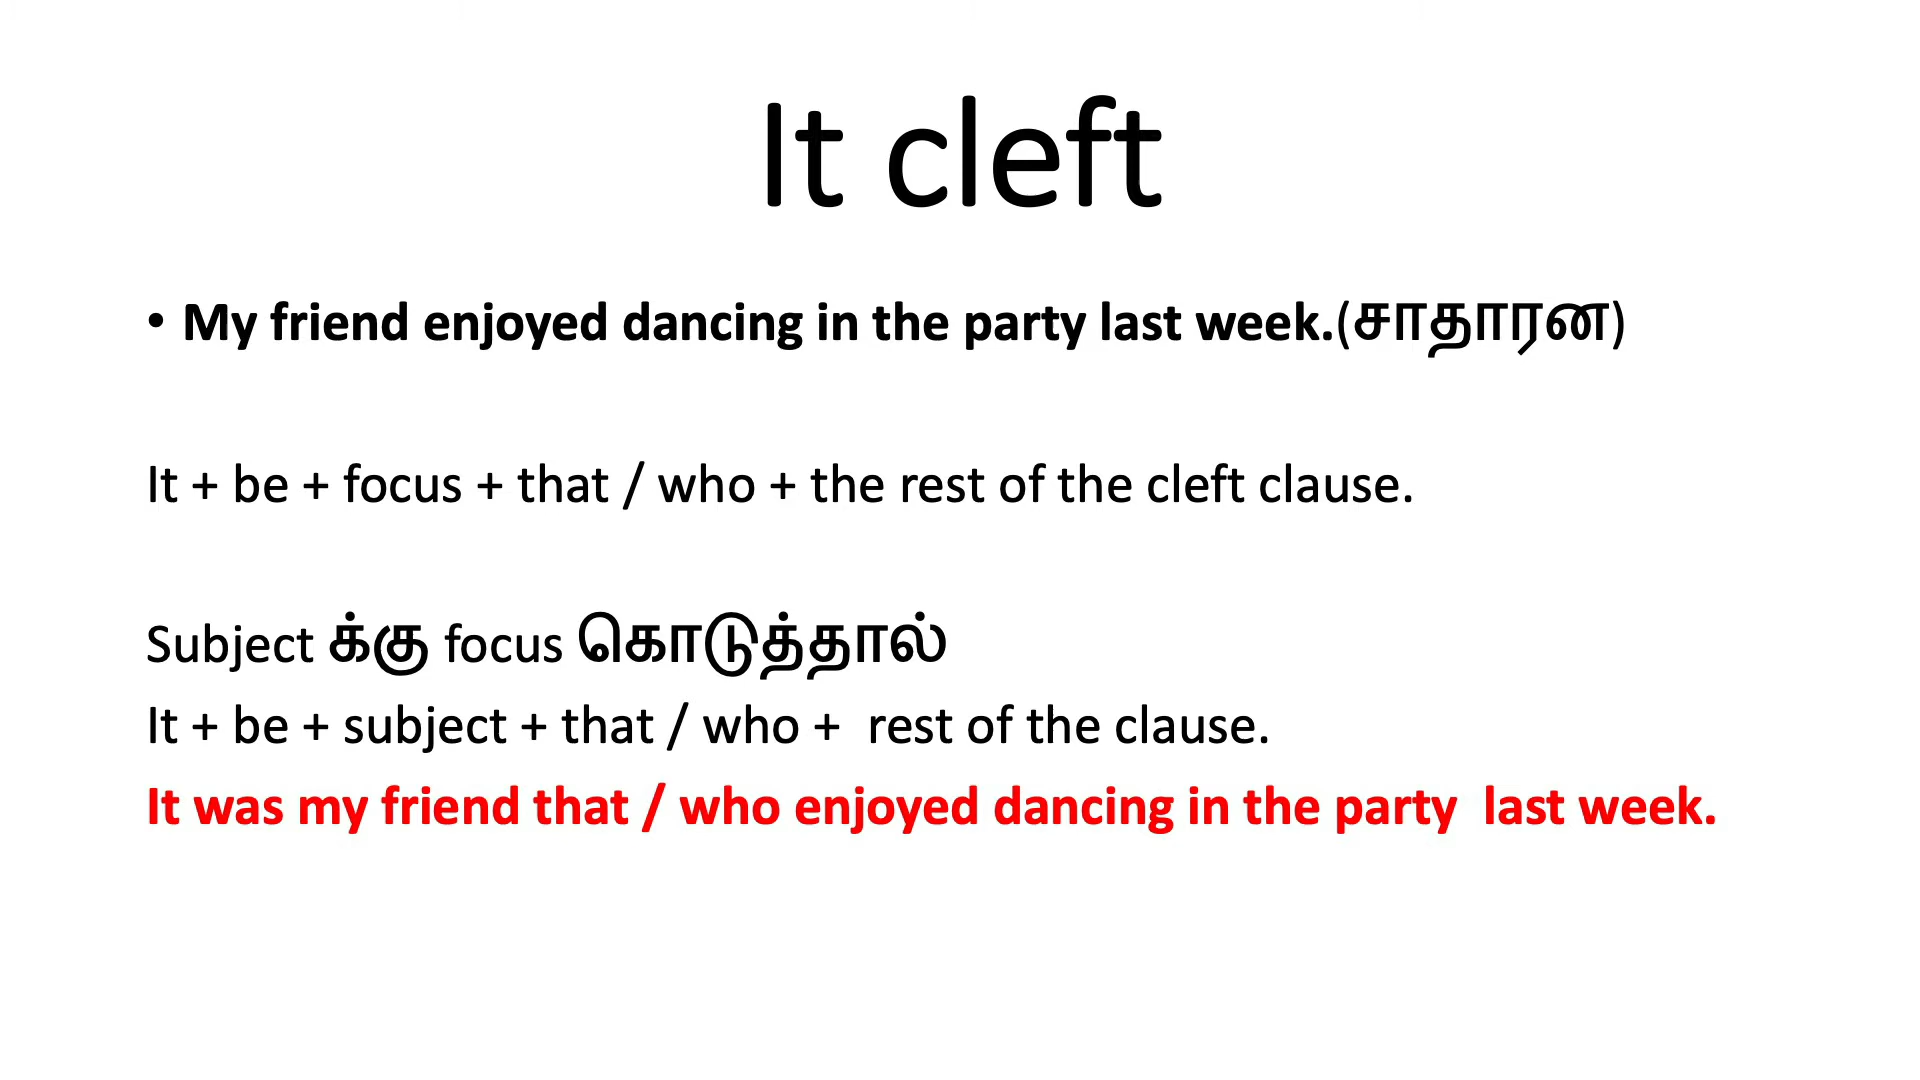 It cleft
• My friend enjoyed dancing in the party last week.(சாதாரன)
It + be + focus + that / who + the rest of the cleft clause.
Subject க்கு focus கொடுத்தால்
It + be + subject + that / who +  rest of the clause.
It was my friend that / who enjoyed dancing in the party  last week.